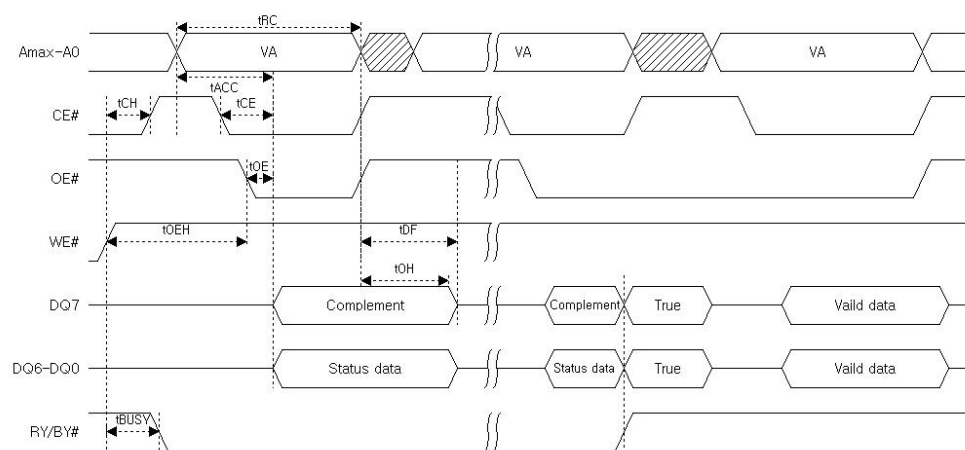 tRC
Amax-A0 VA VA VA
tACC
tCH tCE
CE#
tOE
OE#
tOEH tDF
WE#
tOH
DQ7 Complement Complement True Vaild data
DQ6-DQ0 Status data Status data True Vaild data
tBUSY
RY/BY#